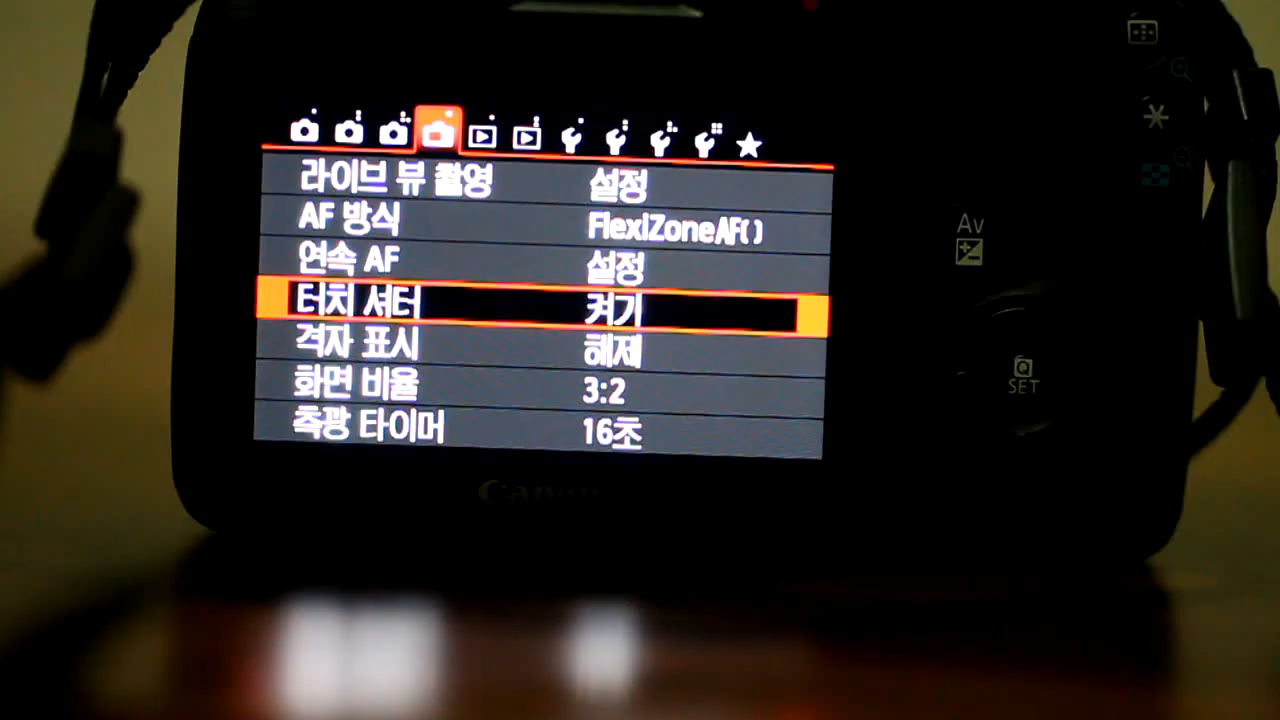 라이브 뷰 촬영 설정
AF 방식 FlexiZoneAF( )
연속 AF 설정
터치 셔터 켜기
격자 표시 해제
화면 비율 3:2
측광 타이머 16초
Canon
Av
Q
SET